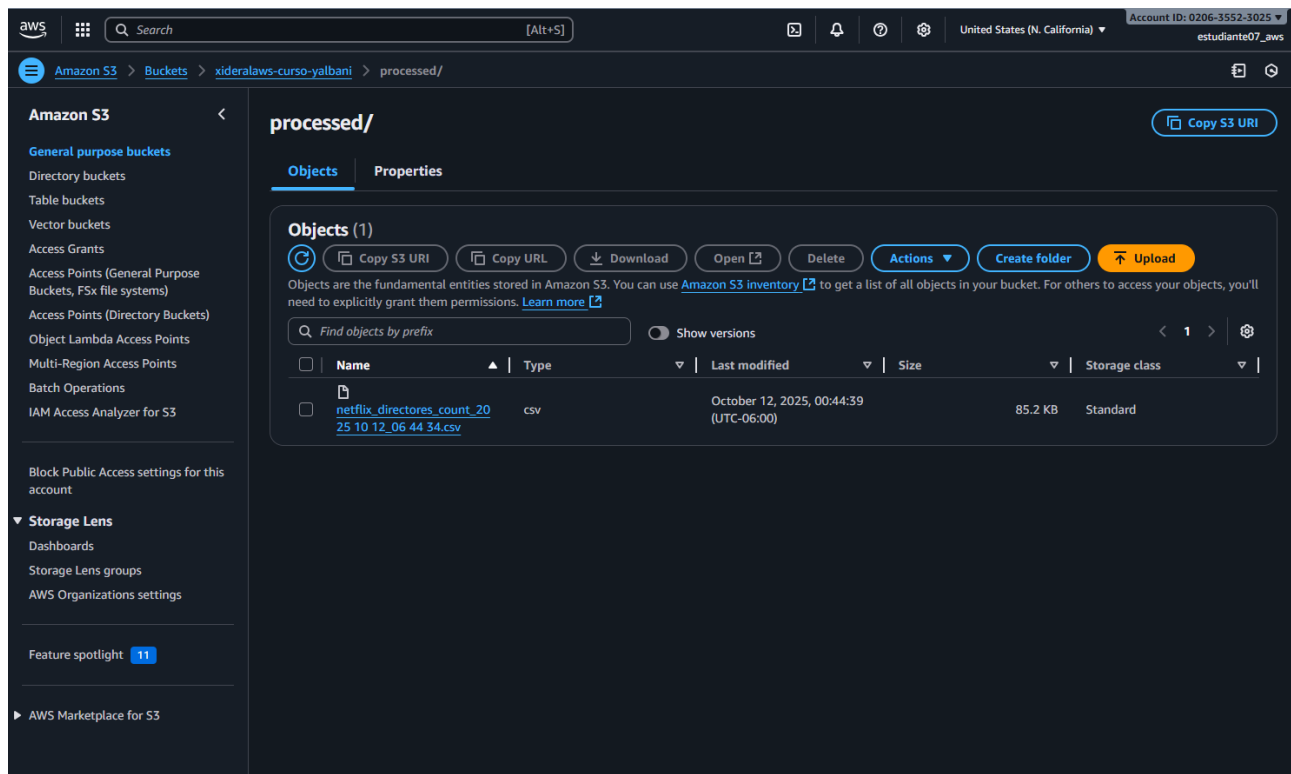 aws
Search [Alt+S] United States (N. California) Account ID: 0206-3552-3025
estudiante07_aws
Amazon S3 > Buckets > xideralaws-curso-yalbani > processed/
Amazon S3
General purpose buckets
Directory buckets
Table buckets
Vector buckets
Access Grants
Access Points (General Purpose
Buckets, FSx file systems)
Access Points (Directory Buckets)
Object Lambda Access Points
Multi-Region Access Points
Batch Operations
IAM Access Analyzer for S3
Block Public Access settings for this
account
Storage Lens
Dashboards
Storage Lens groups
AWS Organizations settings
Feature spotlight 11
AWS Marketplace for S3
processed/
Copy S3 URI
Objects Properties
Objects (1)
Copy S3 URI Copy URL Download Open Delete Actions Create folder Upload
Objects are the fundamental entities stored in Amazon S3. You can use Amazon S3 inventory to get a list of all objects in your bucket. For others to access your objects, you'll
need to explicitly grant them permissions. Learn more
Find objects by prefix Show versions 1
Name Type Last modified Size Storage class
netflix_directores_count_20
25 10 12_06 44 34.csv
csv
October 12, 2025, 00:44:39
(UTC-06:00)
85.2 KB
Standard